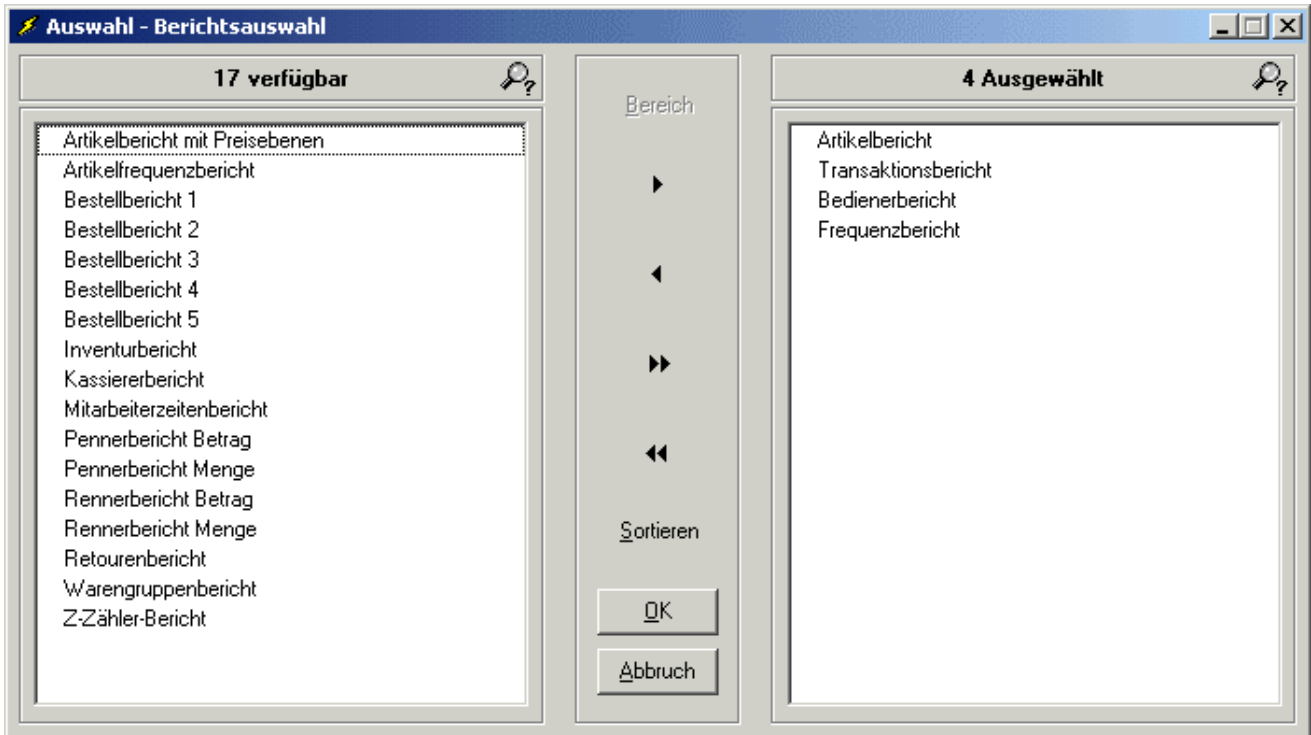 Auswahl - Berichtsauswahl
17 verfügbar
Artikelbericht mit Preisebenen
Artikelfrequenzbericht
Bestellbericht 1
Bestellbericht 2
Bestellbericht 3
Bestellbericht 4
Bestellbericht 5
Inventurbericht
Kassiererbericht
Mitarbeiterzeitenbericht
Pennerbericht Betrag
Pennerbericht Menge
Rennerbericht Betrag
Rennerbericht Menge
Retourenbericht
Warengruppenbericht
Z-Zähler-Bericht
Bereich
Sortieren
OK
Abbruch
4 Ausgewählt
Artikelbericht
Transaktionsbericht
Bedienerbericht
Frequenzbericht